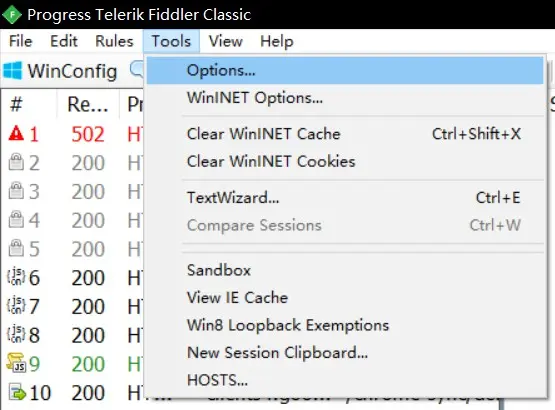 Progress Telerik Fiddler Classic
File Edit Rules Tools View Help
WinConfig
Options...
WinINET Options...
# Re... Pr
1 502 HT
Clear WinINET Cache Ctrl+Shift+X
2 200 HT
Clear WinINET Cookies
3 200 HT
TextWizard... Ctrl+E
4 200 HT
Compare Sessions Ctrl+W
5 200 HT
6 200 HT
Sandbox
7 200 HT
View IE Cache
8 200 HT
Win8 Loopback Exemptions
9 200 HT
New Session Clipboard...
10 200 HT...
HOSTS...